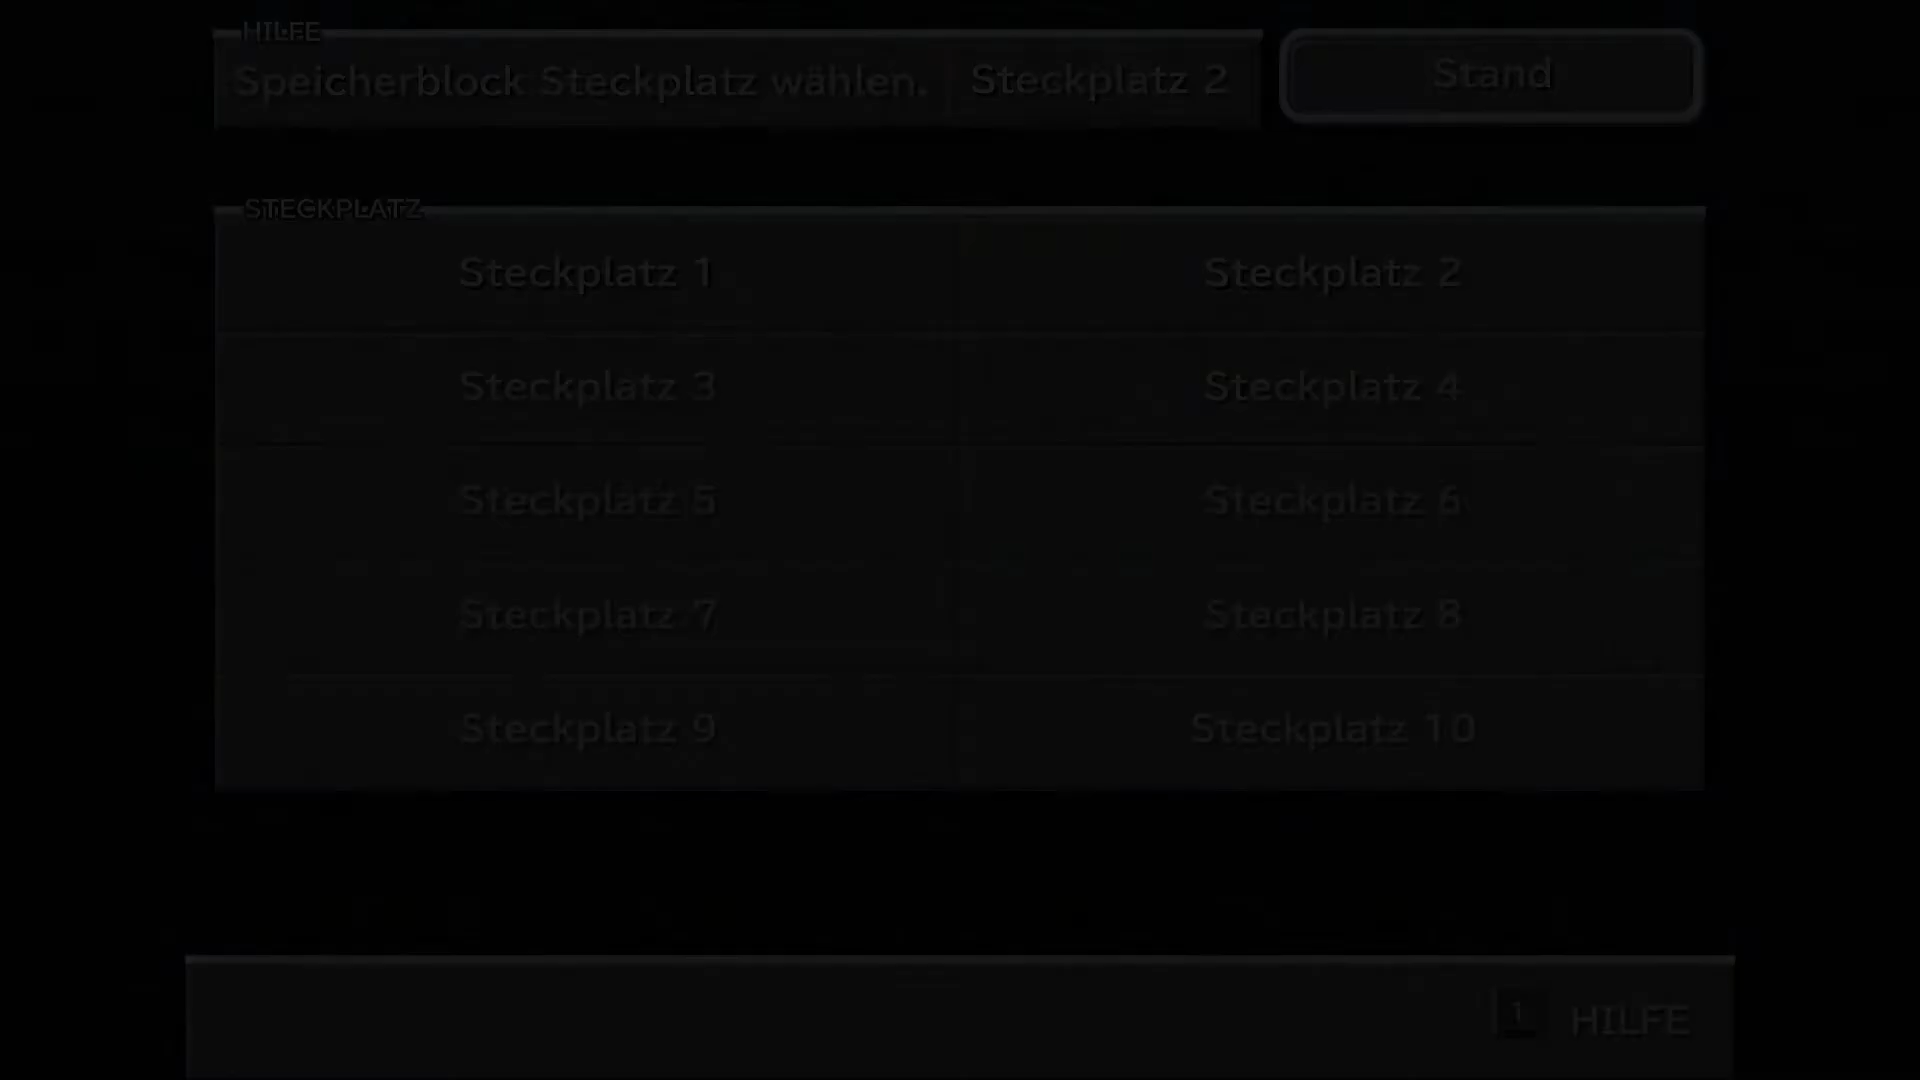 HILFE
Speicherblock Steckplatz wählen. Steckplatz 2
Stand
STECKPLATZ
Steckplatz 1
Steckplatz 2
Steckplatz 3
Steckplatz 4
Steckplatz 5
Steckplatz 6
Steckplatz 7
Steckplatz 8
Steckplatz 9
Steckplatz 10
1 HILFE